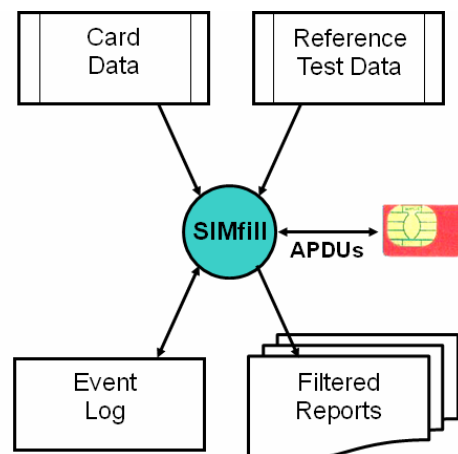 Card
Data
Reference
Test Data
SIMfill
APDUs
Event
Log
Filtered
Reports